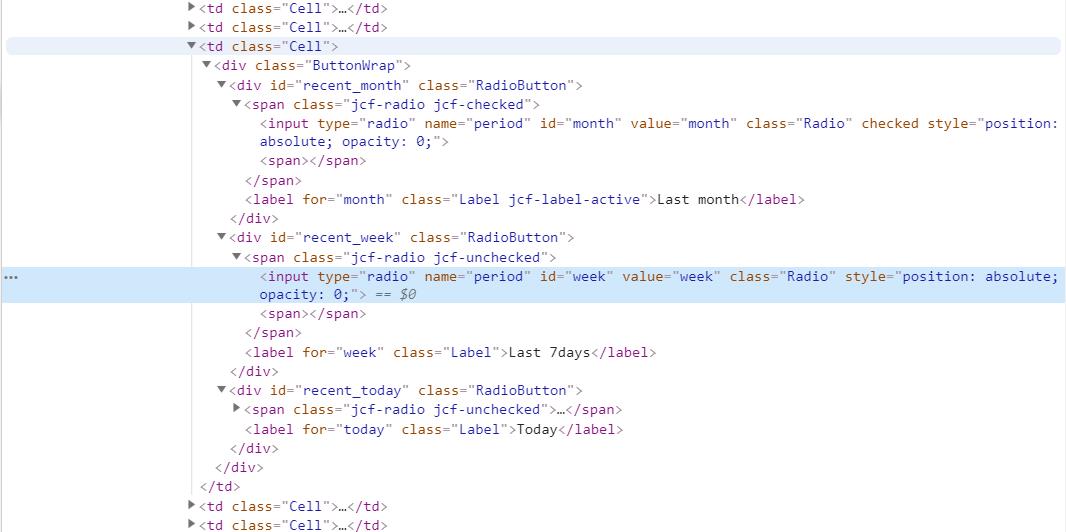 <td class="Cell">…</td>
<td class="Cell">…</td>
<td class="Cell">
<div class="ButtonWrap">
<div id="recent_month" class="RadioButton">
<span class="jcf-radio jcf-checked">
<input type="radio" name="period" id="month" value="month" class="Radio" checked style="position:
absolute; opacity: 0;">
<span></span>
</span>
<label for="month" class="Label jcf-label-active">Last month</label>
</div>
<div id="recent_week" class="RadioButton">
<span class="jcf-radio jcf-unchecked">
<input type="radio" name="period" id="week" value="week" class="Radio" style="position: absolute;
opacity: 0;"> == $0
<span></span>
</span>
<label for="week" class="Label">Last 7days</label>
</div>
<div id="recent_today" class="RadioButton">
<span class="jcf-radio jcf-unchecked">…</span>
<label for="today" class="Label">Today</label>
</div>
</div>
</td>
<td class="Cell">…</td>
<td class="Cell">…</td>